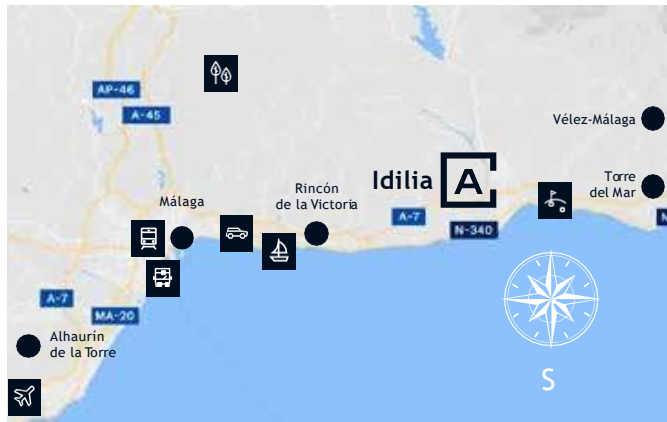 AP-46
A-45
Vélez-Málaga
Idilia
A
Torre
del Mar
Rincón
de la Victoria
Málaga
A-7
N-340
N
A-7
MA-20
Alhaurín
de la Torre
S